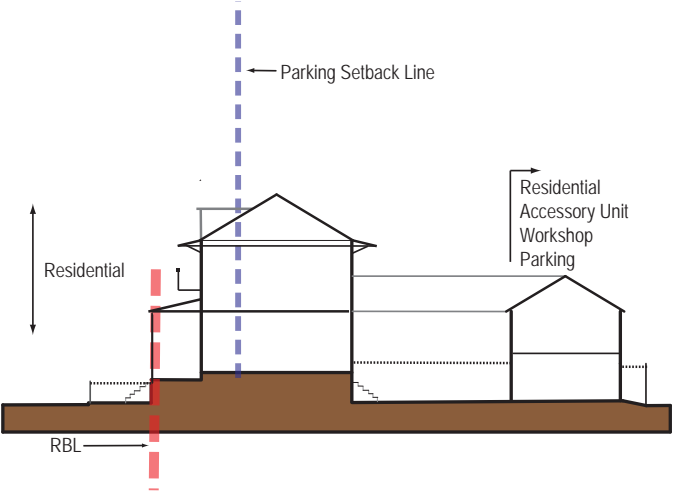 Parking Setback Line
Residential
Accessory Unit
Workshop
Parking
Residential
RBL